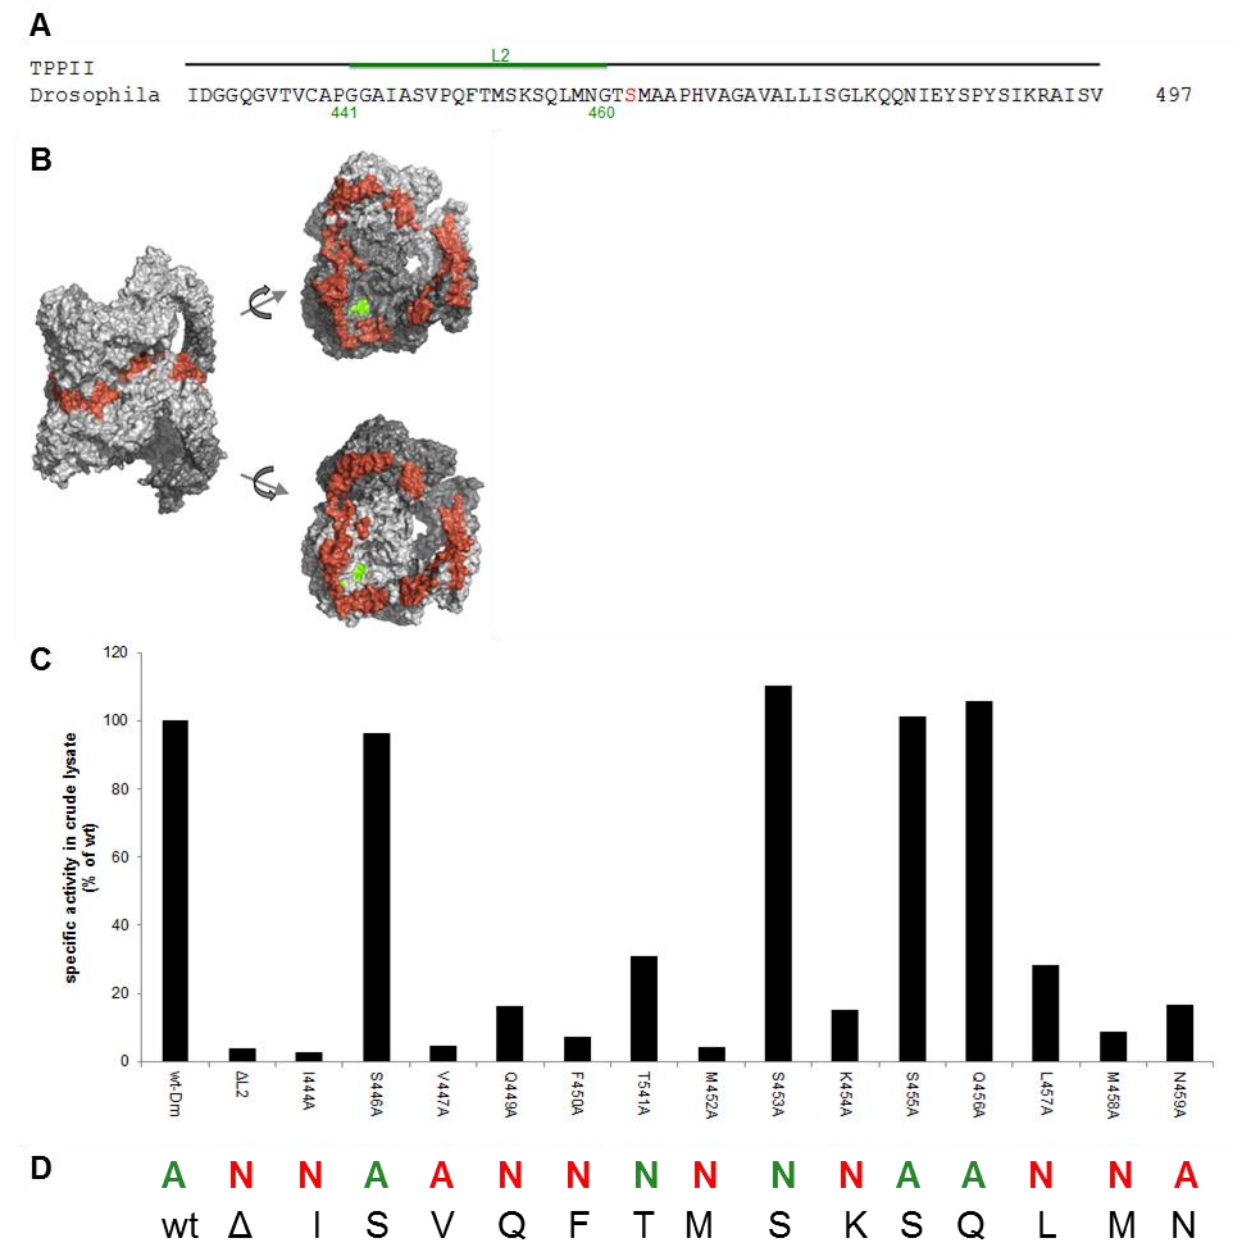 A
L2
TPPII
Drosophila IDGGQGVTVCAPGGAIASVPQFTMSKSQLMNGTSMAAPHVAGAVALLISGLKQQNIEYSPYSIKRAISV 497
441 460
B
C
specific activity in crude lysate
(% of wt)
120
100
80
60
40
20
0
wt-Dm ΔL2 I444A S446A V447A Q449A F450A T541A M452A S453A K454A S455A Q456A L457A M458A N459A
D
A N N A A N N N N N N A A N N A
wt Δ I S V Q F T M S K S Q L M N